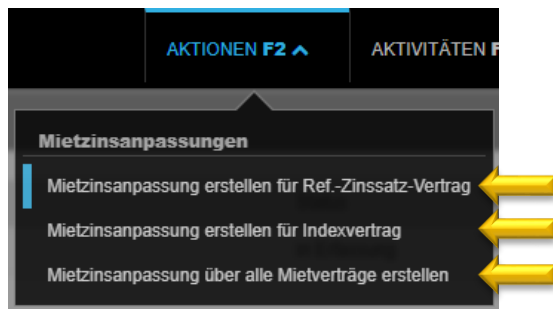 AKTIONEN F2
AKTIVITÄTEN
Mietzinsanpassungen
Mietzinsanpassung erstellen für Ref.-Zinssatz-Vertrag
Mietzinsanpassung erstellen für Indexvertrag
Mietzinsanpassung über alle Mietverträge erstellen